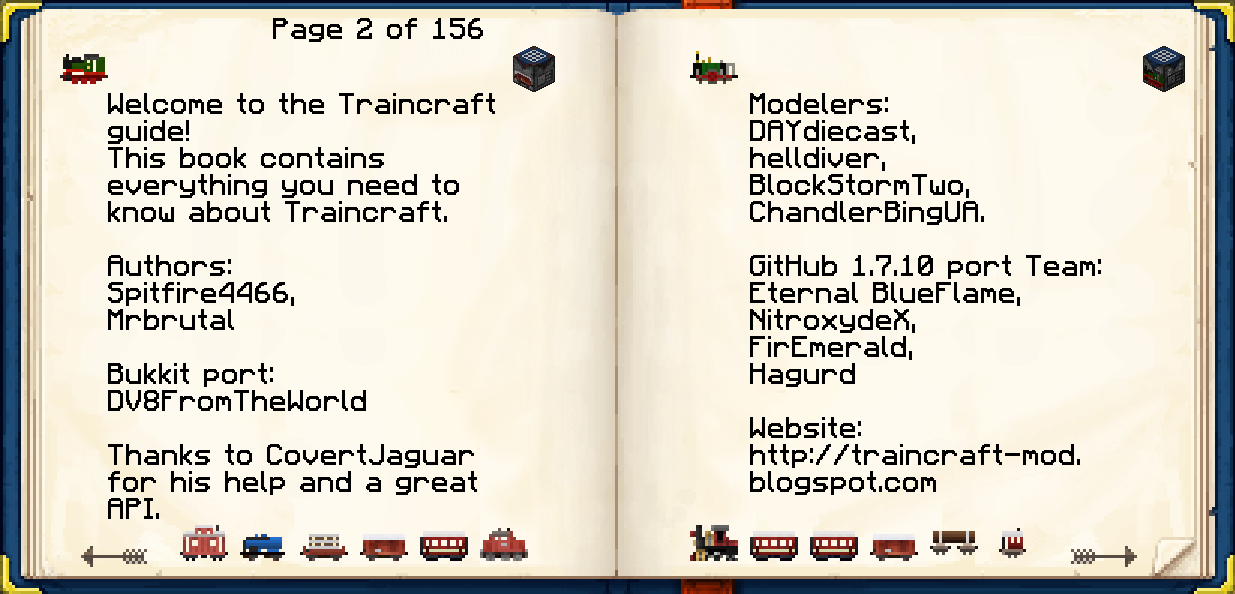 Page 2 of 156
Welcome to the Traincraft
guide!
This book contains
everything you need to
know about Traincraft.
Authors:
Spitfire4466,
Mrbrutal
Bukkit port:
DV8FromTheWorld
Thanks to CovertJaguar
for his help and a great
API.
Modelers:
DAYdiecast,
helldiver,
BlockStormTwo,
ChandlerBingUA.
GitHub 1.7.10 port Team:
Eternal BlueFlame,
NitroxydeX,
FirEmerald,
Hagurd
Website:
http://traincraft-mod.
blogspot.com